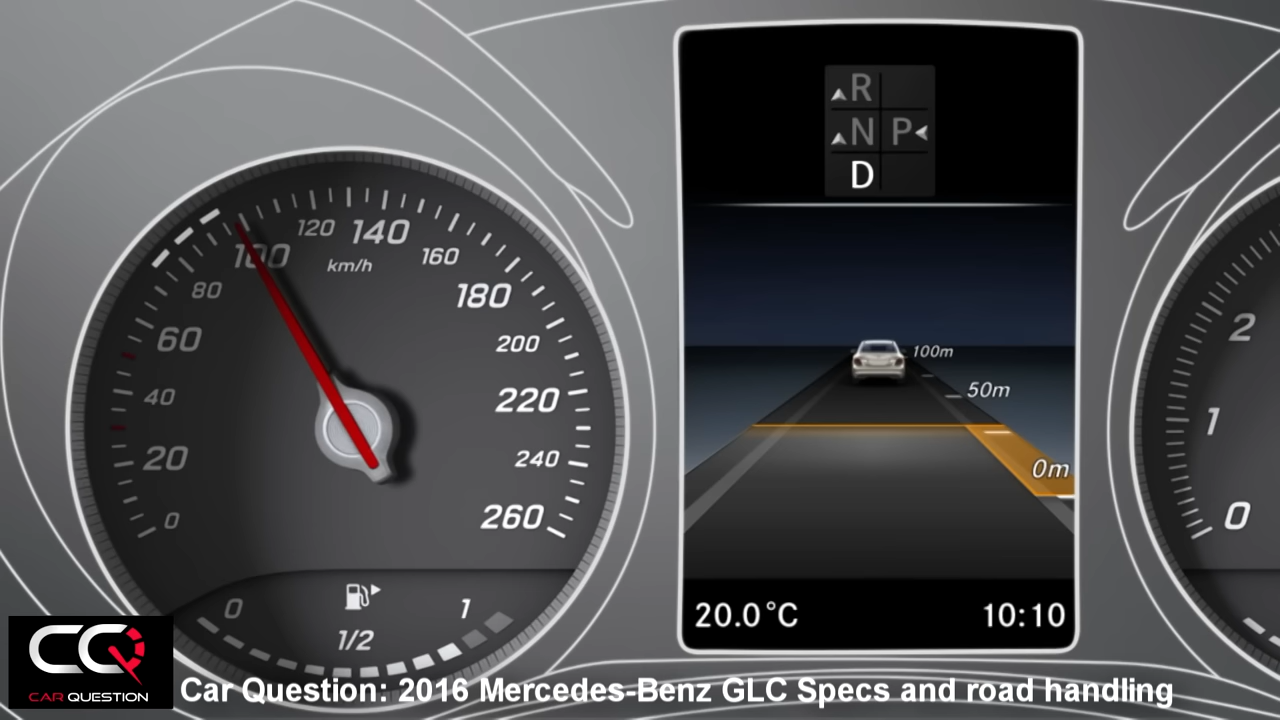 R
N P
D
0
20
40
60
80
100
120
140
160
180
200
220
240
260
km/h
0 1
1/2
100m
50m
0m
20.0°C 10:10
2
1
0
CQ
CAR QUESTION
Car Question: 2016 Mercedes-Benz GLC Specs and road handling